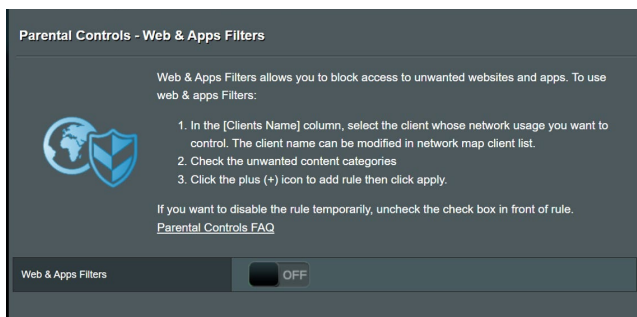 Parental Controls - Web & Apps Filters
Web & Apps Filters allows you to block access to unwanted websites and apps. To use
web & apps Filters:
1. In the [Clients Name] column, select the client whose network usage you want to
control. The client name can be modified in network map client list.
2. Check the unwanted content categories
3. Click the plus (+) icon to add rule then click apply.
If you want to disable the rule temporarily, uncheck the check box in front of rule.
Parental Controls FAQ
Web & Apps Filters
OFF